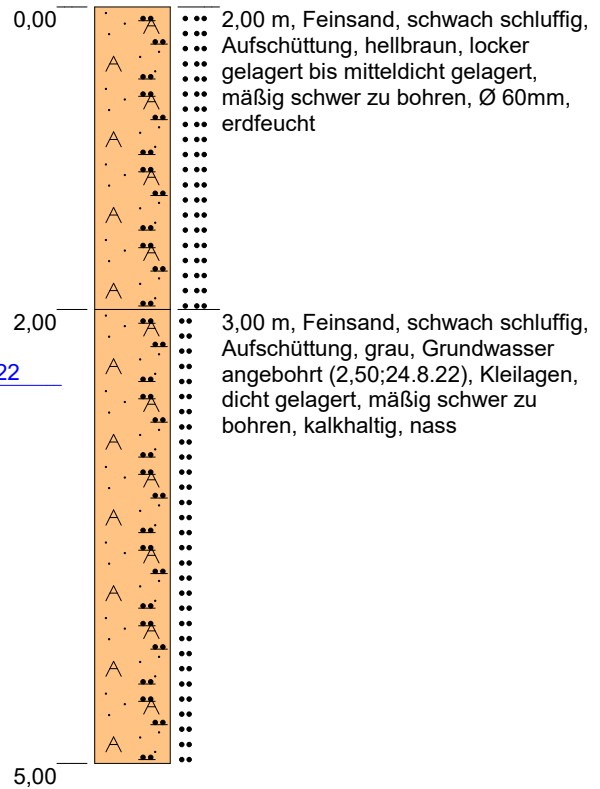 0,00
2,00 m, Feinsand, schwach schluffig,
Aufschüttung, hellbraun, locker
gelagert bis mitteldicht gelagert,
mäßig schwer zu bohren, Ø 60mm,
erdfeucht
2,00
3,00 m, Feinsand, schwach schluffig,
Aufschüttung, grau, Grundwasser
angebohrt (2,50;24.8.22), Kleilagen,
dicht gelagert, mäßig schwer zu
bohren, kalkhaltig, nass
22
5,00